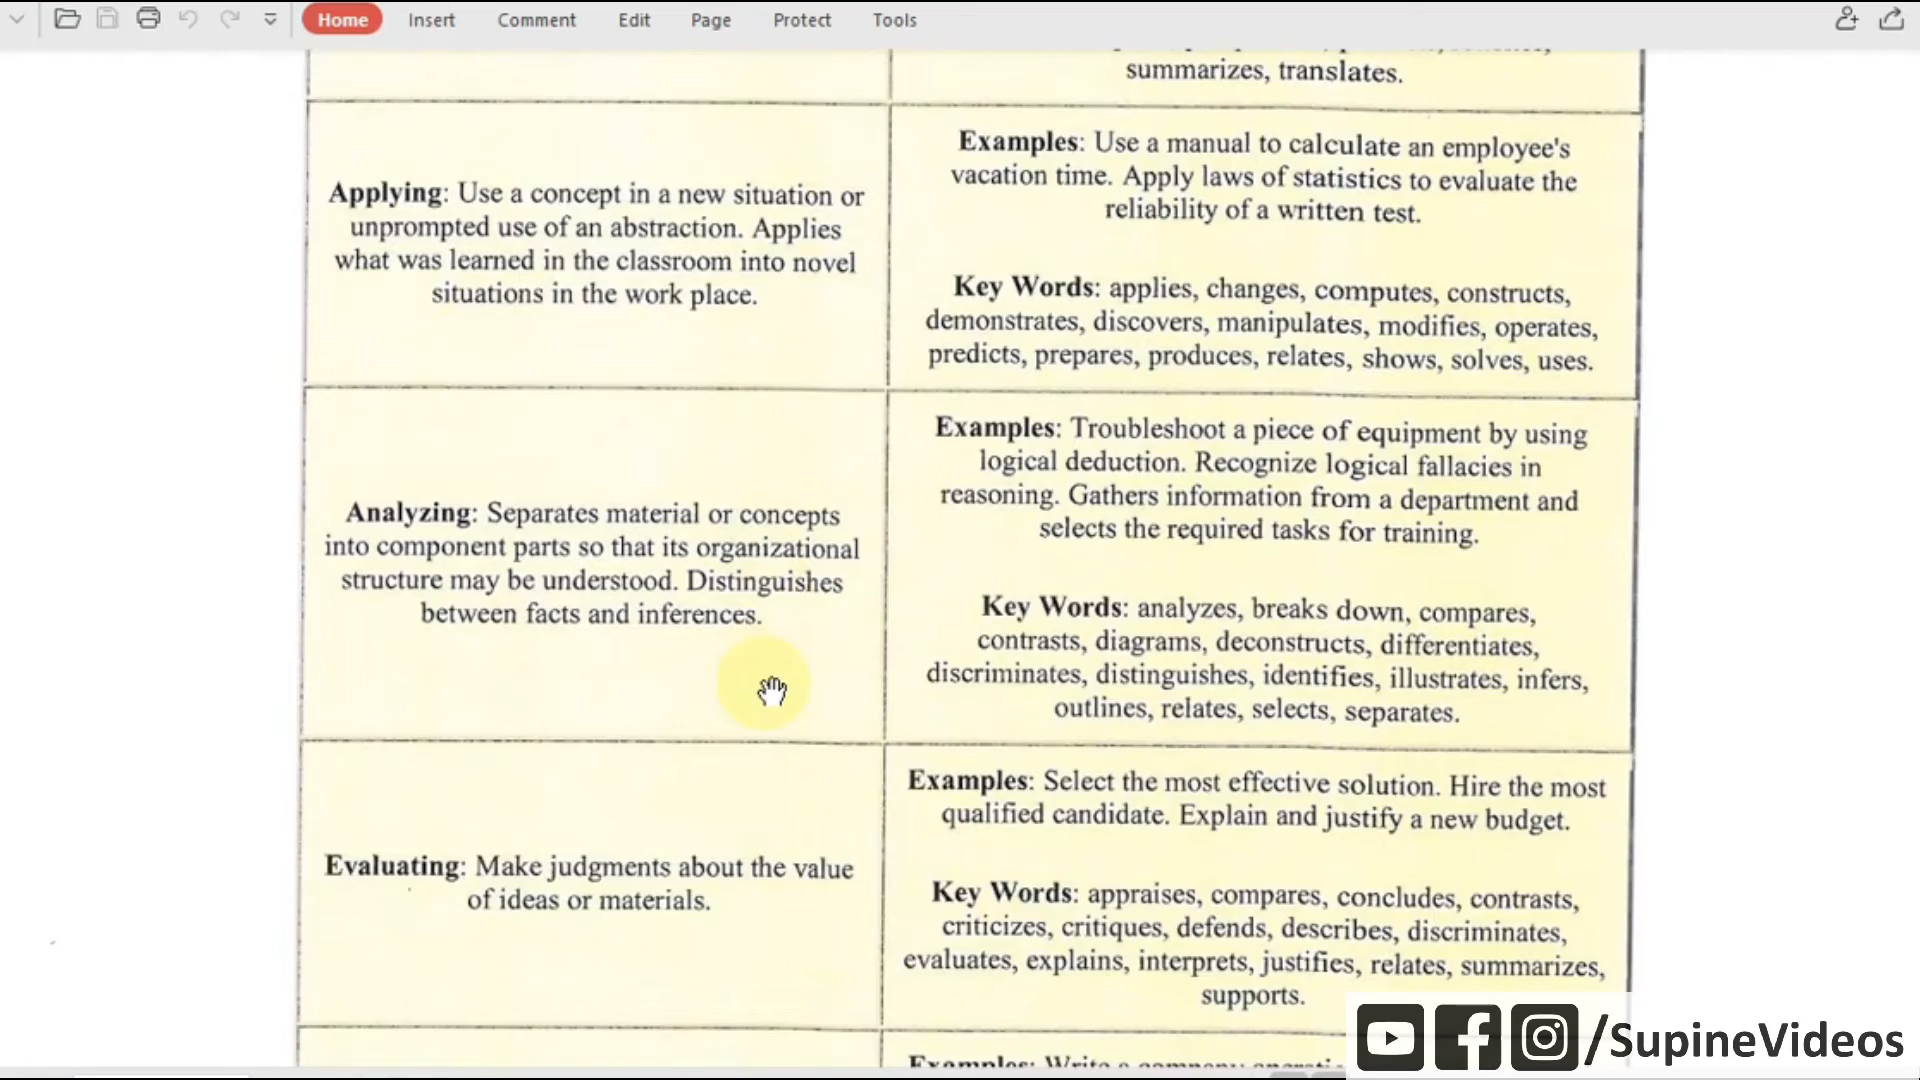 Home Insert Comment Edit Page Protect Tools
summarizes, translates.
Applying: Use a concept in a new situation or
unprompted use of an abstraction. Applies
what was learned in the classroom into novel
situations in the work place.
Examples: Use a manual to calculate an employee's
vacation time. Apply laws of statistics to evaluate the
reliability of a written test.
Key Words: applies, changes, computes, constructs,
demonstrates, discovers, manipulates, modifies, operates,
predicts, prepares, produces, relates, shows, solves, uses.
Analyzing: Separates material or concepts
into component parts so that its organizational
structure may be understood. Distinguishes
between facts and inferences.
Examples: Troubleshoot a piece of equipment by using
logical deduction. Recognize logical fallacies in
reasoning. Gathers information from a department and
selects the required tasks for training.
Key Words: analyzes, breaks down, compares,
contrasts, diagrams, deconstructs, differentiates,
discriminates, distinguishes, identifies, illustrates, infers,
outlines, relates, selects, separates.
Evaluating: Make judgments about the value
of ideas or materials.
Examples: Select the most effective solution. Hire the most
qualified candidate. Explain and justify a new budget.
Key Words: appraises, compares, concludes, contrasts,
criticizes, critiques, defends, describes, discriminates,
evaluates, explains, interprets, justifies, relates, summarizes,
supports.
Examples: Write a company
/SupineVideos